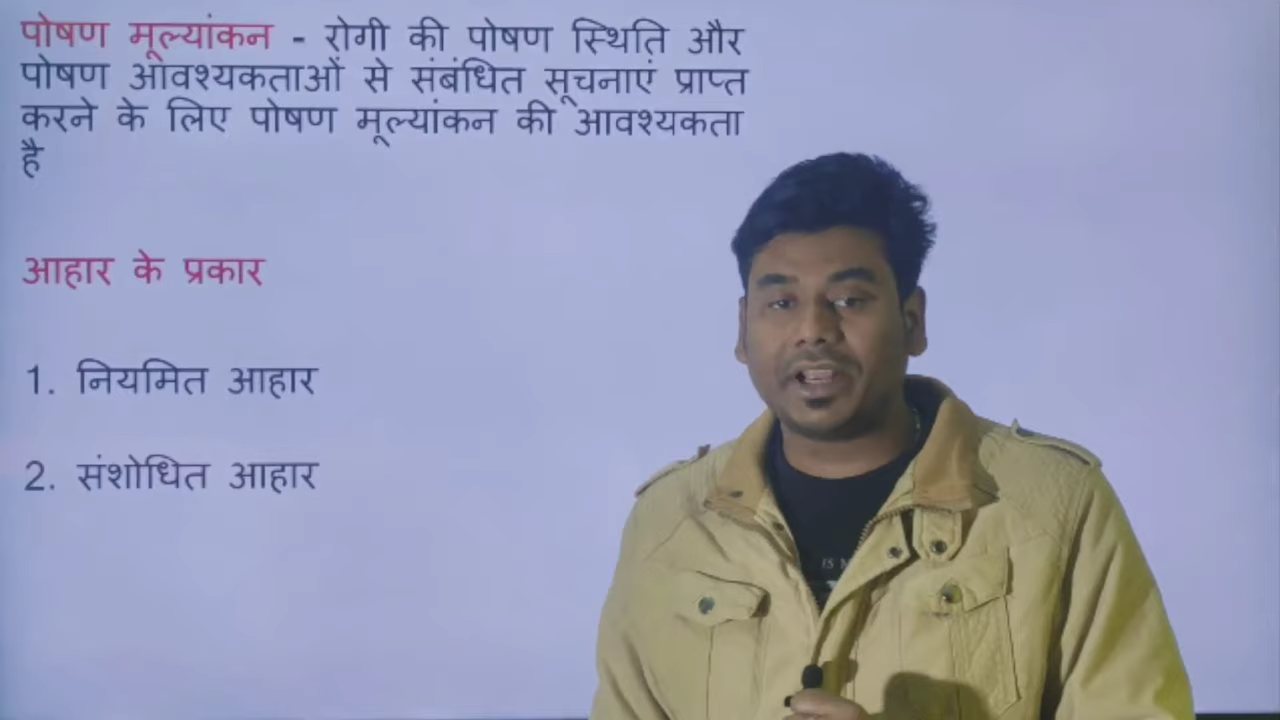 पोषण मूल्यांकन - रोगी की पोषण स्थिति और
पोषण आवश्यकताओं से संबंधित सूचनाएं प्राप्त
करने के लिए पोषण मूल्यांकन की आवश्यकता
है
आहार के प्रकार
1. नियमित आहार
2. संशोधित आहार
IS